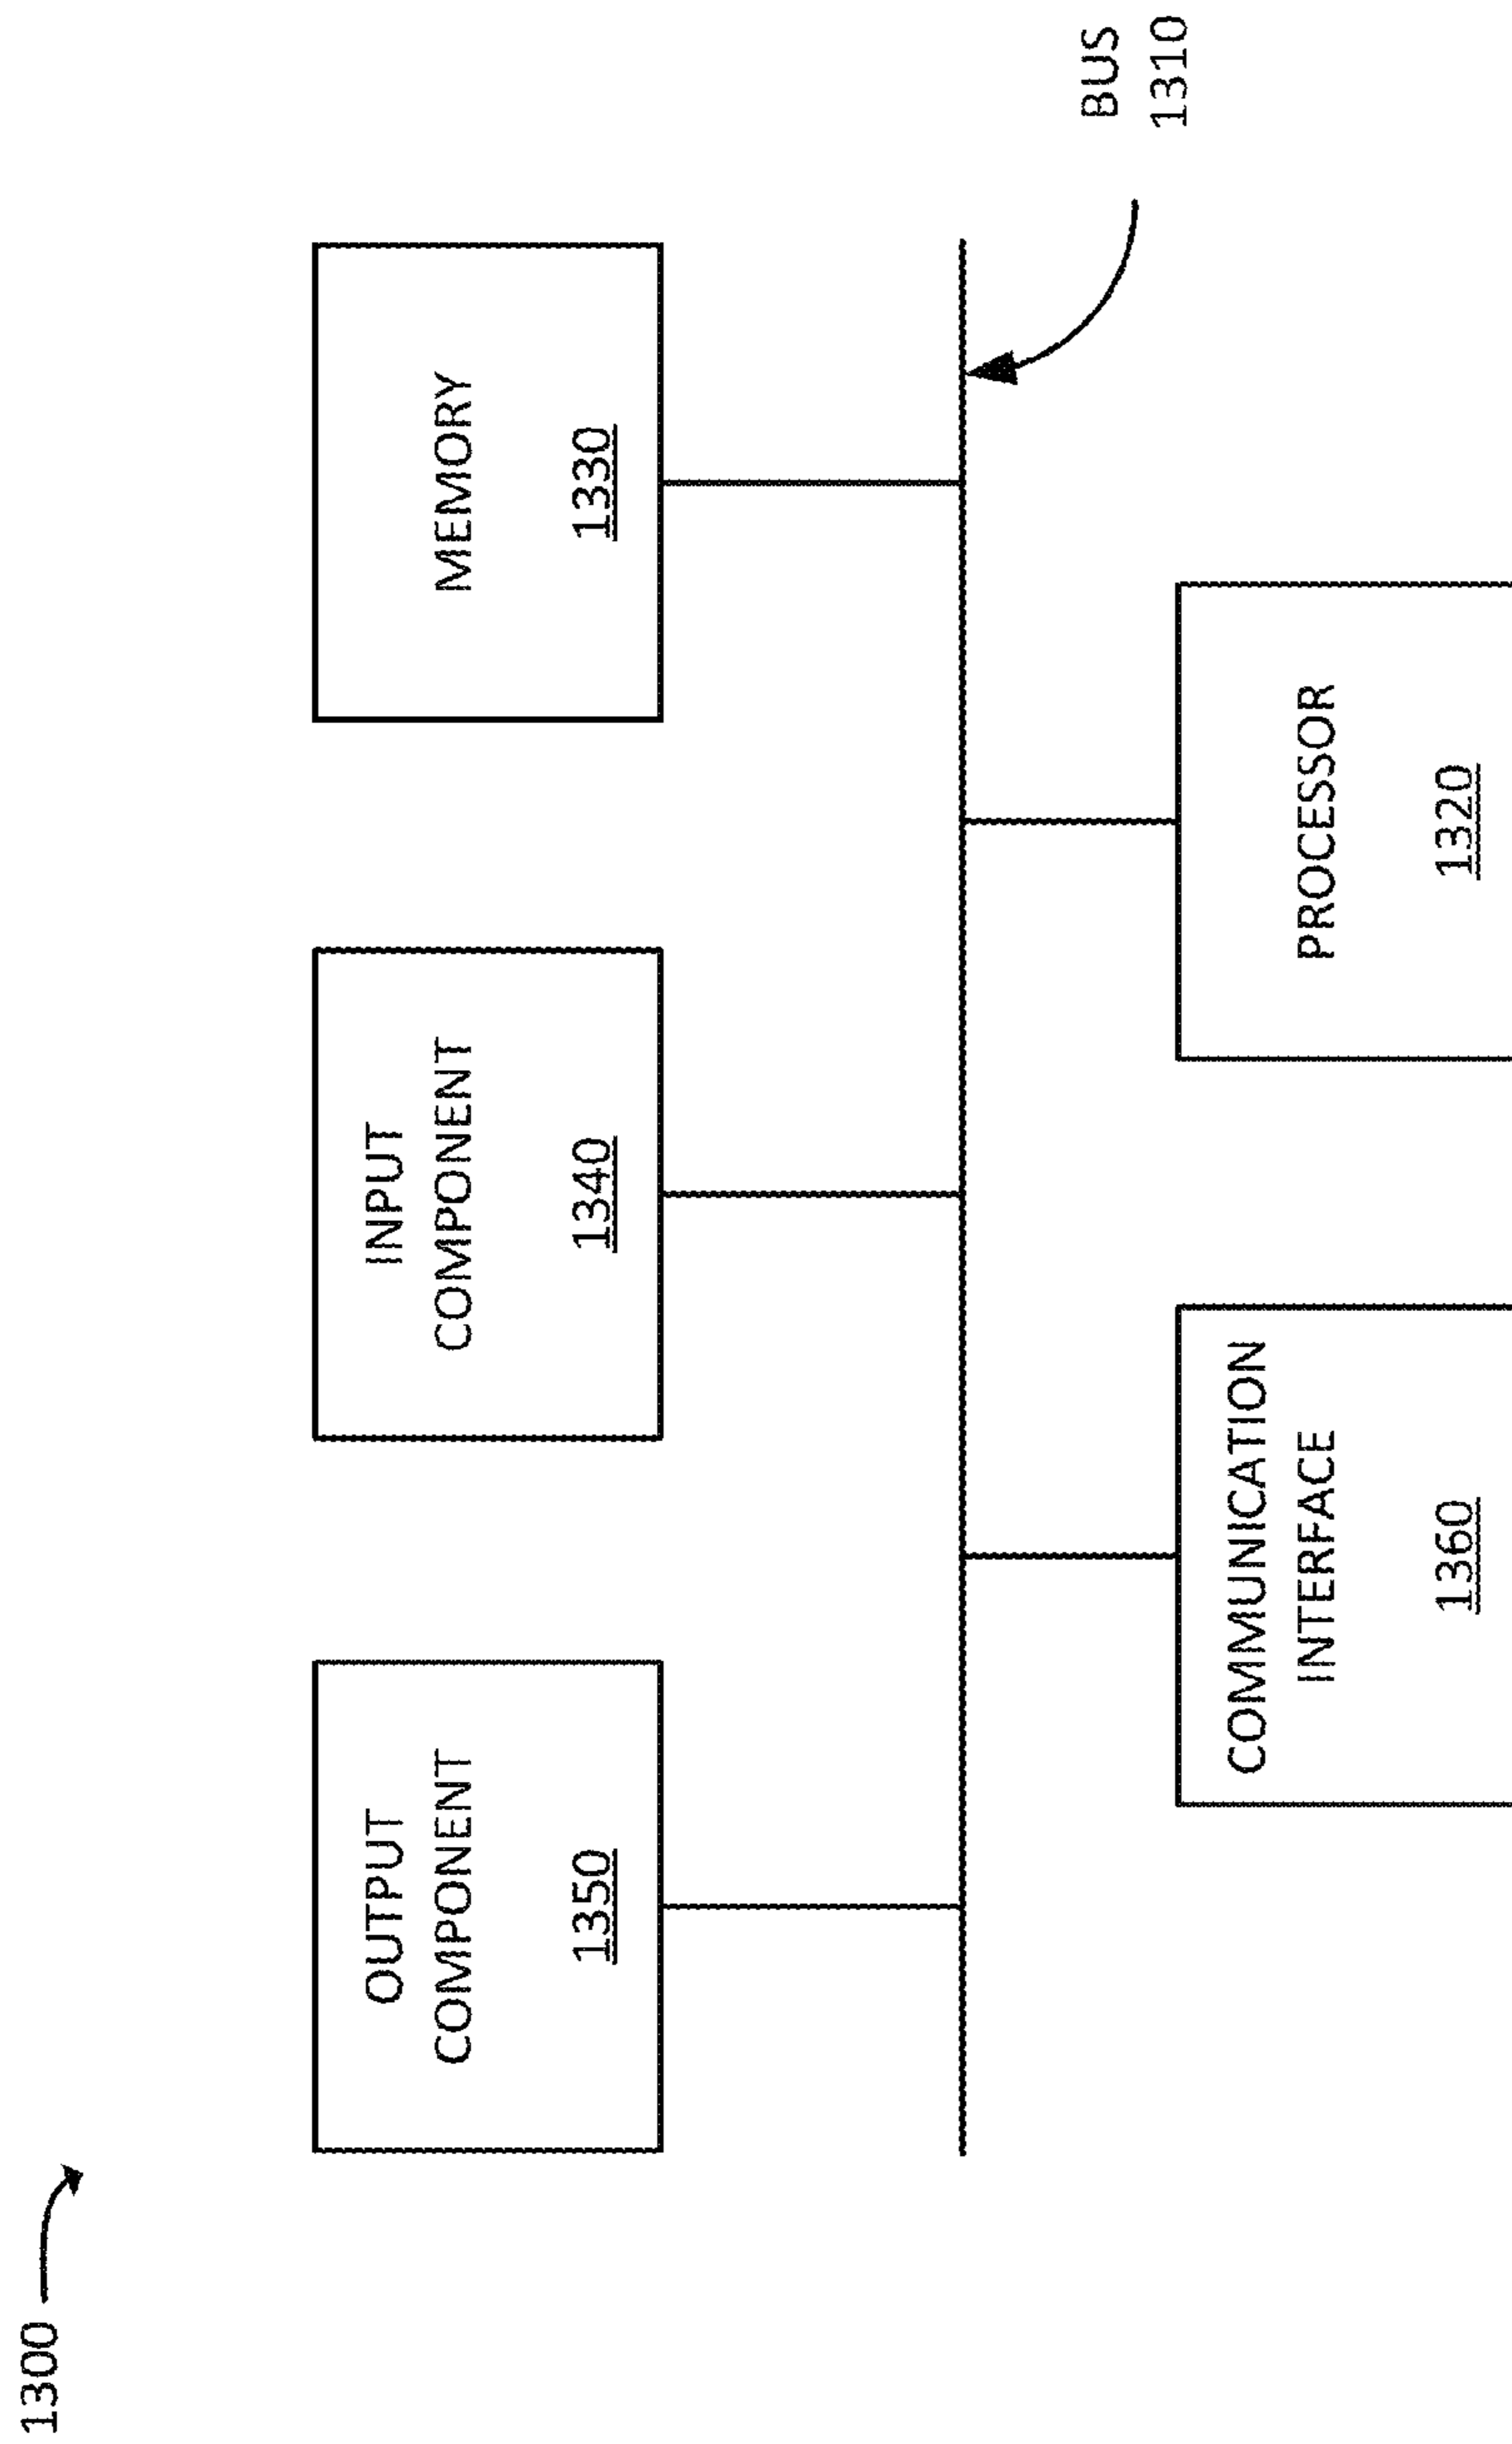 1300
OUTPUT
COMPONENT
1350
INPUT
COMPONENT
1340
MEMORY
1330
BUS
1310
COMMUNICATION
INTERFACE
1360
PROCESSOR
1320